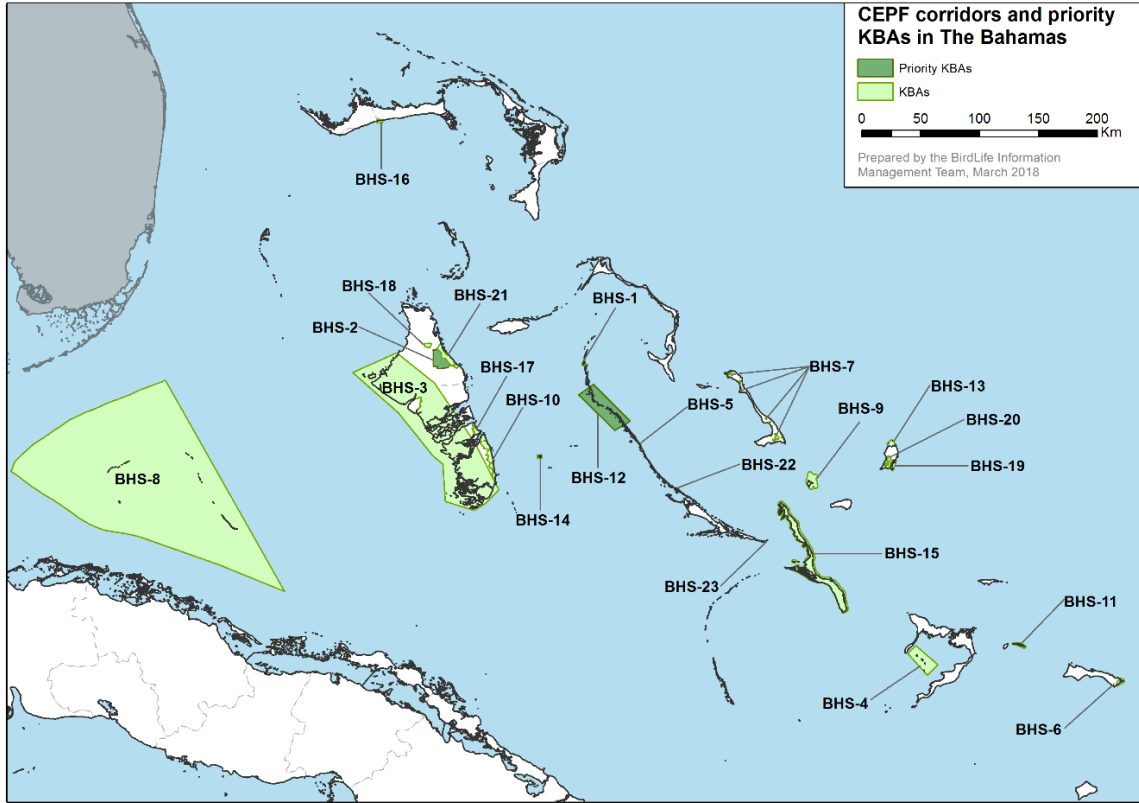 CEPF corridors and priority
KBAs in The Bahamas
Priority KBAs
KBAs
0 50 100 150 200
Km
Prepared by the BirdLife Information
Management Team, March 2018
BHS-16
BHS-18
BHS-21
BHS-1
BHS-2
BHS-17
BHS-7
BHS-3
BHS-13
BHS-10
BHS-5
BHS-9
BHS-20
BHS-22
BHS-19
BHS-8
BHS-12
BHS-14
BHS-15
BHS-23
BHS-11
BHS-4
BHS-6